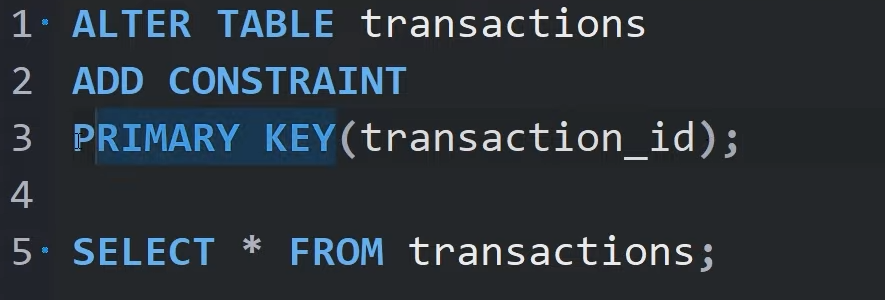 1 ALTER TABLE transactions
2 ADD CONSTRAINT
3 PRIMARY KEY(transaction_id);
4
5 SELECT * FROM transactions;